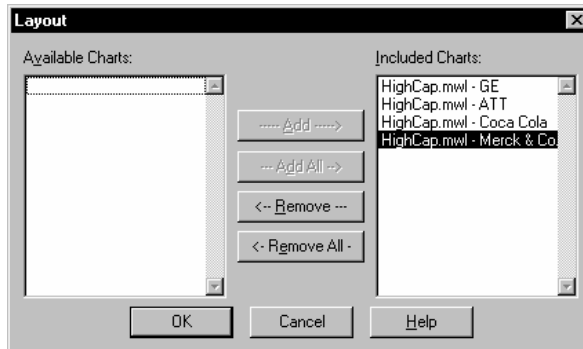 Layout
Available Charts:
Included Charts:
HighCap.mwl - GE
HighCap.mwl - ATT
HighCap.mwl - Coca Cola
HighCap.mwl - Merck & Co.
----- Add ----->
--- Add All -->
<-- Remove ---
<- Remove All -
OK
Cancel
Help